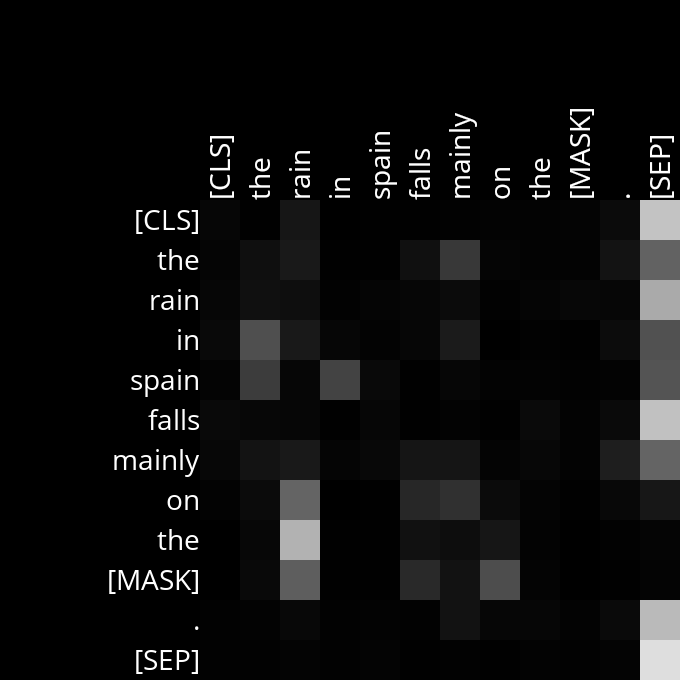 [CLS] the rain in spain falls mainly on the [MASK] . [SEP]
[CLS]
the
rain
in
spain
falls
mainly
on
the
[MASK]
.
[SEP]